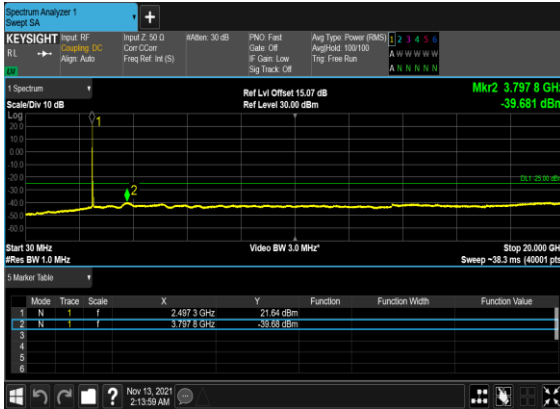 Spectrum Analyzer 1
Swept SA
+
KEYSIGHT Input: RF Input Z: 50 Ω #Atten: 30 dB PNO: Fast Avg Type: Power (RMS) 1 2 3 4 5 6
RL Coupling: DC Corr CCorr Gate: Off Avg|Hold: 100/100 A W W W W W
Align: Auto Freq Ref: Int (S) IF Gain: Low Trig: Free Run
Sig Track: Off A N N N N N
1 Spectrum Ref Lvl Offset 15.07 dB Mkr2 3.797 8 GHz
Scale/Div 10 dB Ref Level 30.00 dBm -39.681 dBm
Log
20.0 1
10.0
0.00
-10.0
-20.0 DL1 -25.00 dBm
-30.0 2
-40.0
-50.0
-60.0
Start 30 MHz Video BW 3.0 MHz* Stop 20.000 GHz
#Res BW 1.0 MHz Sweep ~38.3 ms (40001 pts)
5 Marker Table
Mode Trace Scale X Y Function Function Width Function Value
1 N 1 f 2.497 3 GHz 21.64 dBm
2 N 1 f 3.797 8 GHz -39.68 dBm
3
4
5
6
? Nov 13, 2021
2:13:59 AM